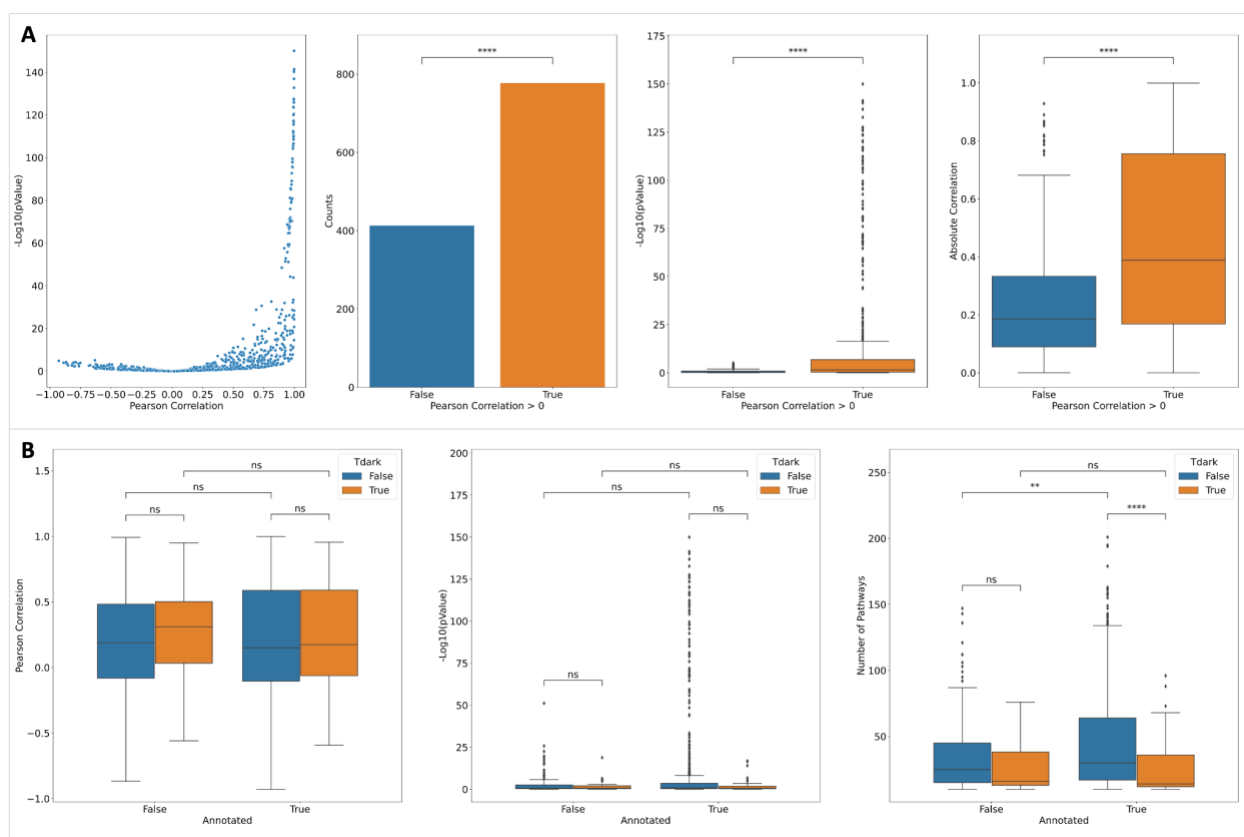 A
-Log10(pValue)
140
120
100
80
60
40
20
0
−1.00 −0.75 −0.50 −0.25 0.00 0.25 0.50 0.75 1.00
Pearson Correlation
****
Counts
800
600
400
200
0
False True
Pearson Correlation > 0
****
-Log10(pValue)
175
150
125
100
75
50
25
0
False True
Pearson Correlation > 0
****
Absolute Correlation
1.0
0.8
0.6
0.4
0.2
0.0
False True
Pearson Correlation > 0
B
Tdark
False
True
ns
ns
ns
ns
Pearson Correlation
1.5
1.0
0.5
0.0
−0.5
−1.0
False True
Annotated
Tdark
False
True
ns
ns
ns
ns
-Log10(pValue)
200
175
150
125
100
75
50
25
0
False True
Annotated
Tdark
False
True
ns
**
****
ns
Number of Pathways
250
200
150
100
50
False True
Annotated